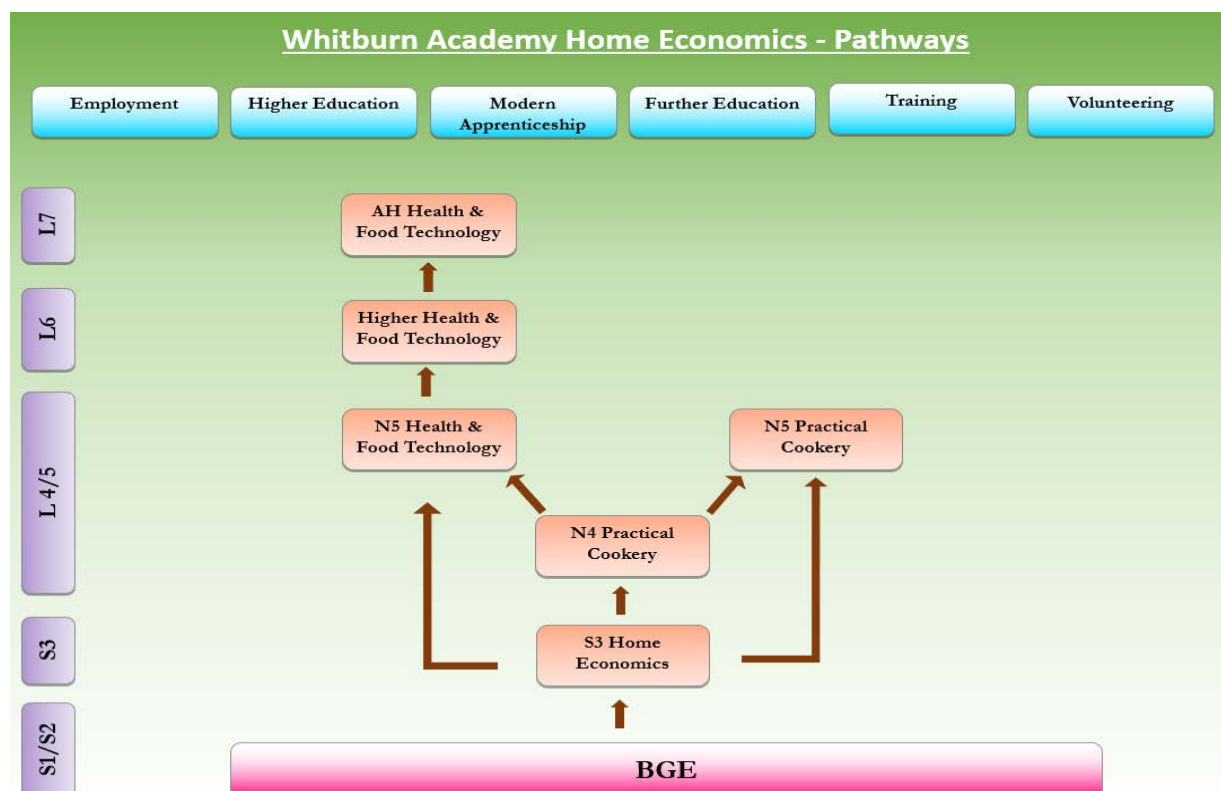 Whitburn Academy Home Economics - Pathways
Employment
Higher Education
Modern
Apprenticeship
Further Education
Training
Volunteering
L7
AH Health &
Food Technology
L6
Higher Health &
Food Technology
L 4/5
N5 Health &
Food Technology
N5 Practical
Cookery
N4 Practical
Cookery
S3
S3 Home
Economics
S1/S2
BGE